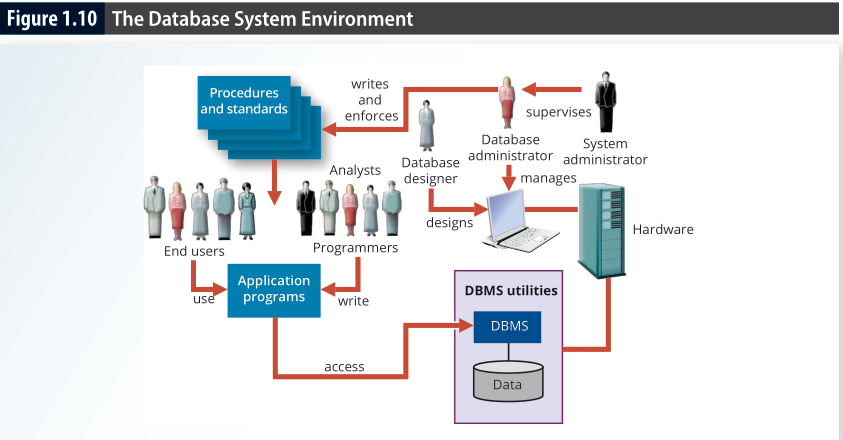 Figure 1.10 The Database System Environment
Procedures
and standards
writes
and
enforces
supervises
Database
administrator
System
administrator
Analysts
Database
designer
manages
designs
Hardware
End users
Programmers
Application
programs
use
write
DBMS utilities
DBMS
access
Data